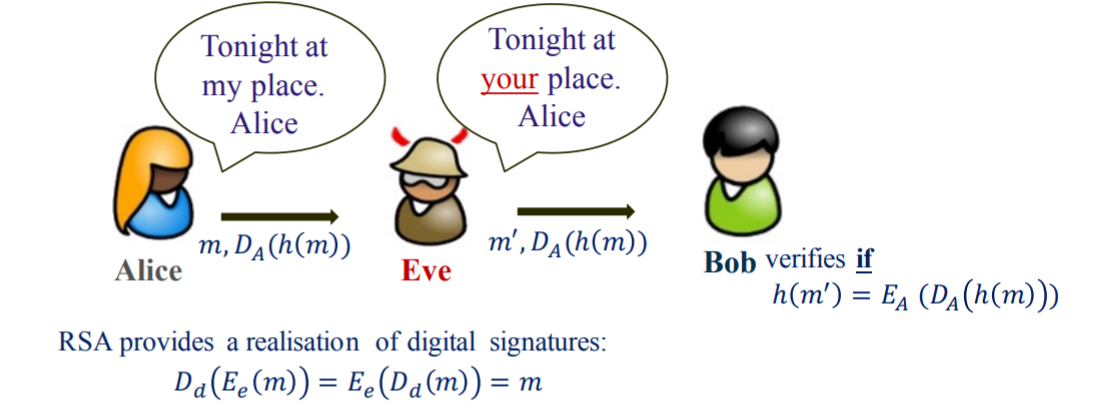 Tonight at
my place.
Alice
Tonight at
your place.
Alice
m, D_A(h(m))
m′, D_A(h(m))
Alice
Eve
Bob verifies if
h(m′) = E_A (D_A(h(m)))
RSA provides a realisation of digital signatures:
D_d(E_e(m)) = E_e(D_d(m)) = m